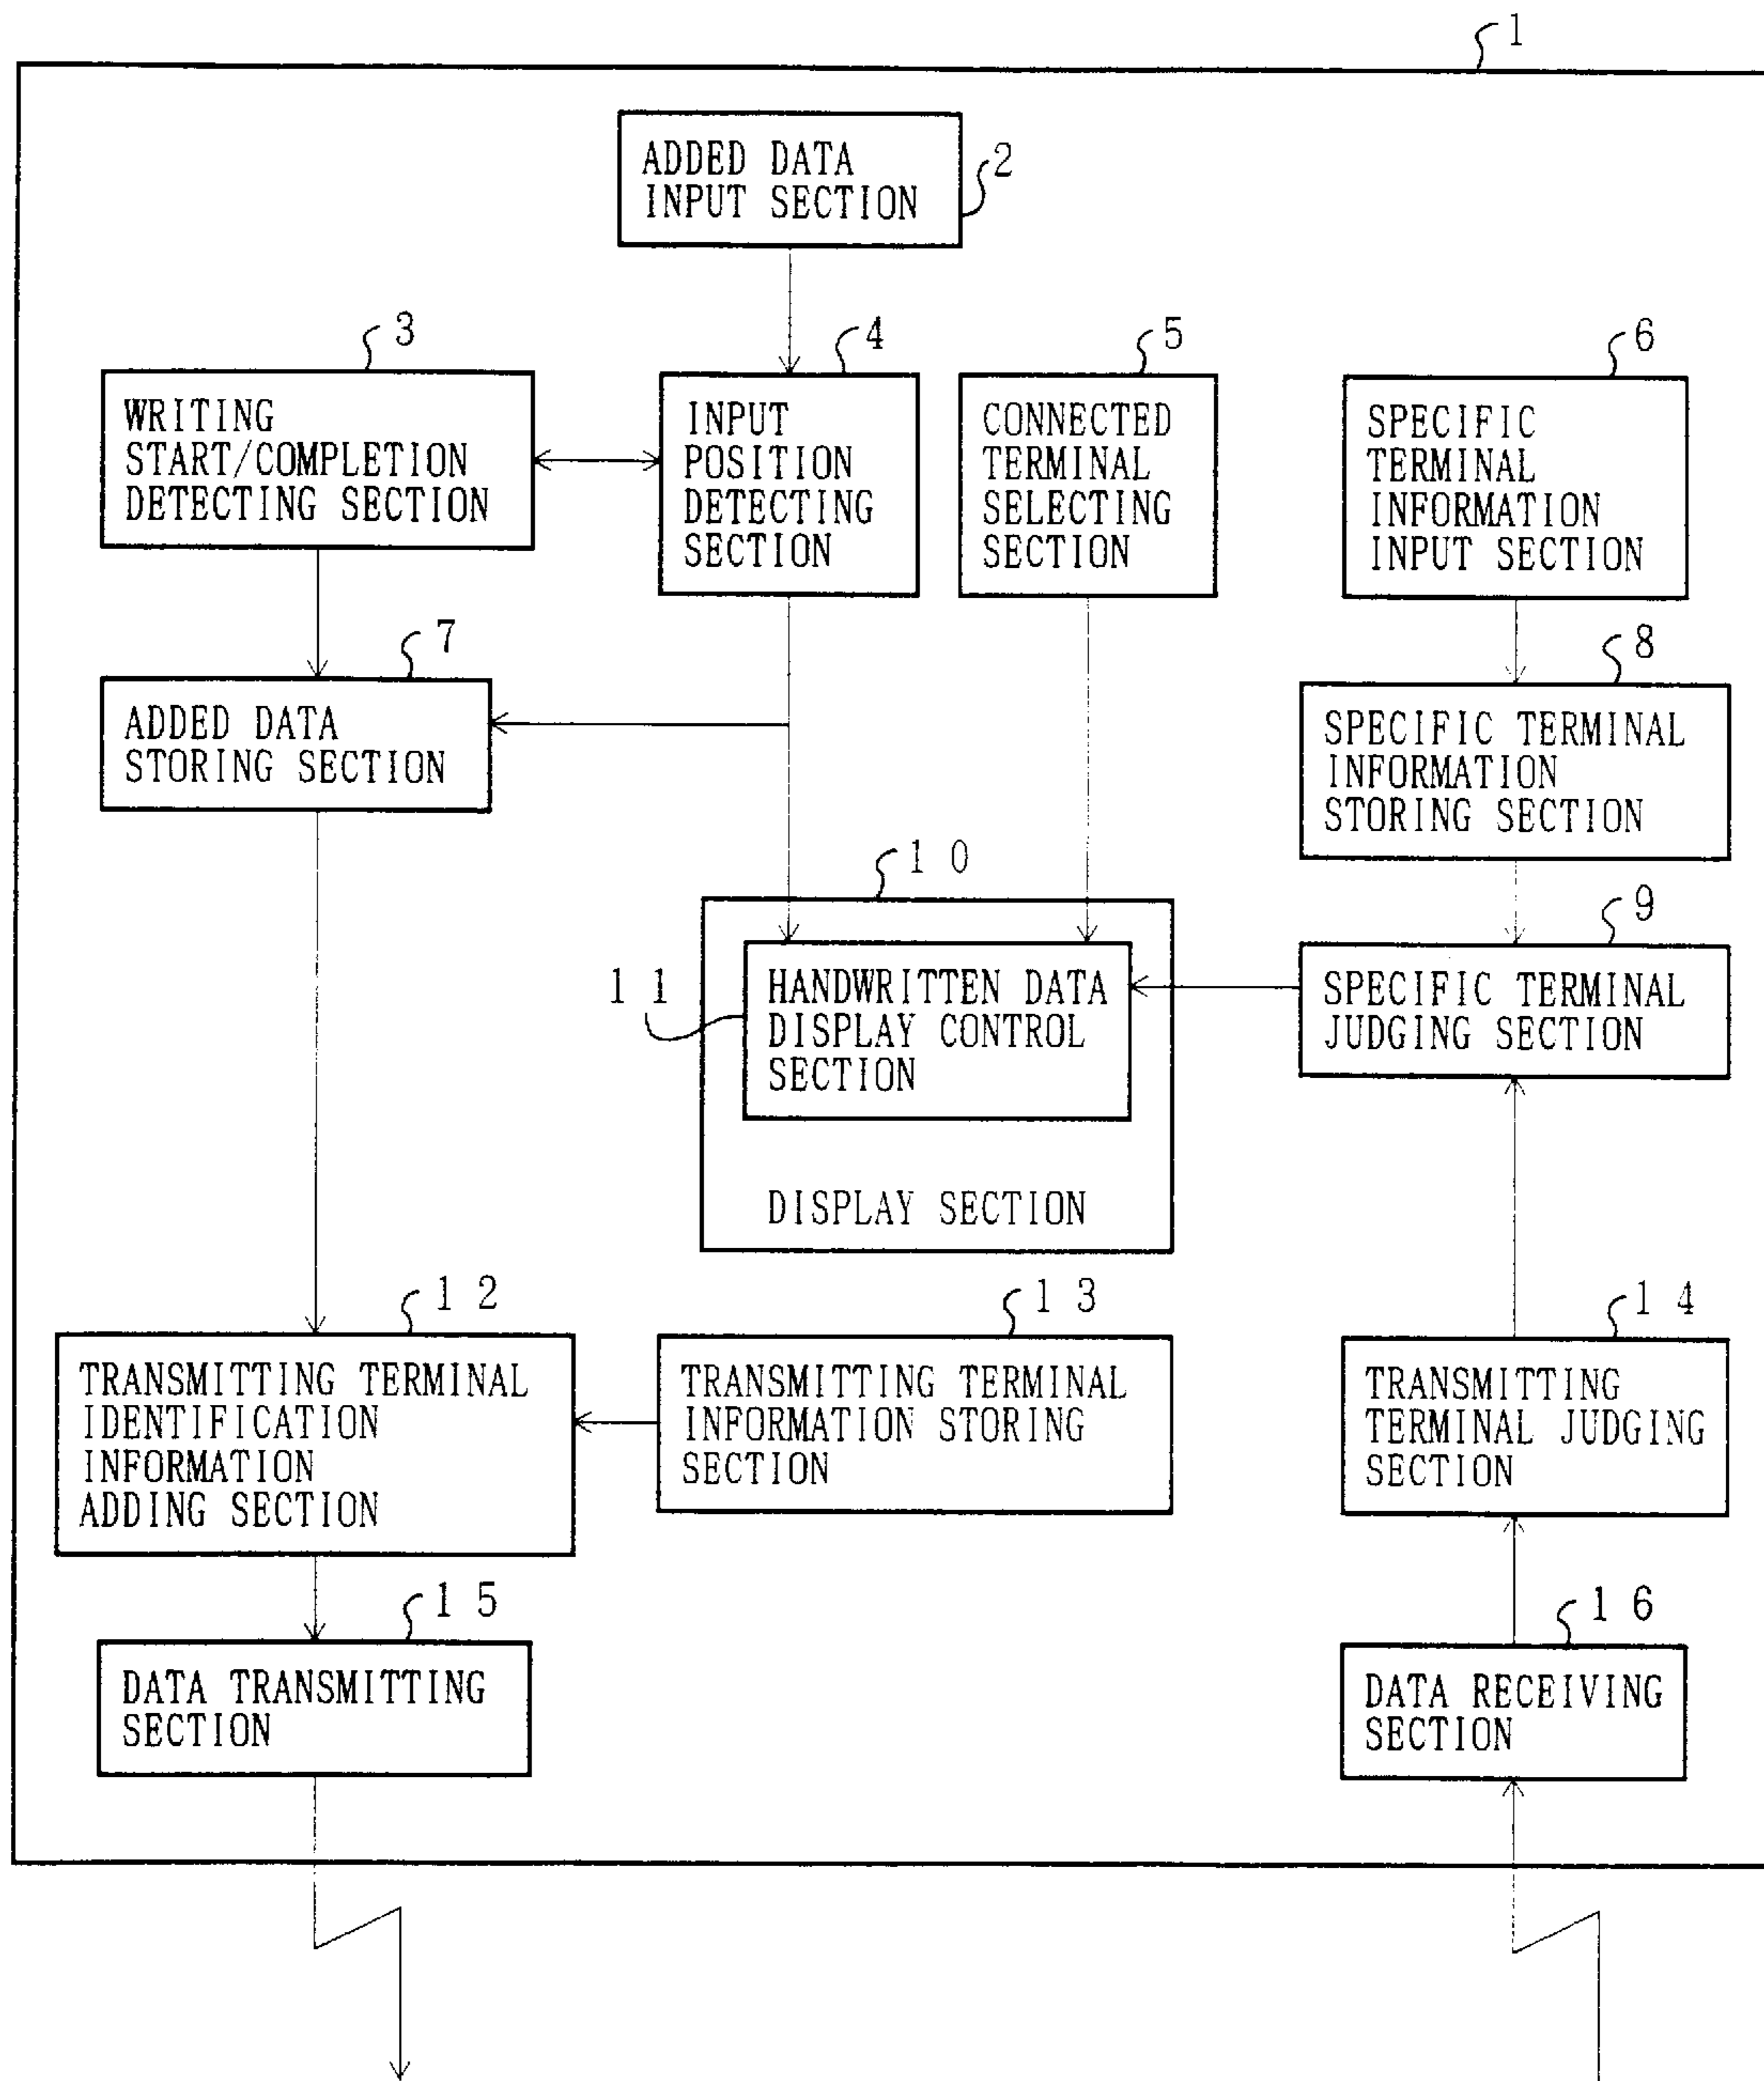 1
ADDED DATA
INPUT SECTION
2
3
WRITING
START/COMPLETION
DETECTING SECTION
4
INPUT
POSITION
DETECTING
SECTION
5
CONNECTED
TERMINAL
SELECTING
SECTION
6
SPECIFIC
TERMINAL
INFORMATION
INPUT SECTION
7
ADDED DATA
STORING SECTION
8
SPECIFIC TERMINAL
INFORMATION
STORING SECTION
10
11
HANDWRITTEN DATA
DISPLAY CONTROL
SECTION
DISPLAY SECTION
9
SPECIFIC TERMINAL
JUDGING SECTION
12
TRANSMITTING TERMINAL
IDENTIFICATION
INFORMATION
ADDING SECTION
13
TRANSMITTING TERMINAL
INFORMATION STORING
SECTION
14
TRANSMITTING
TERMINAL JUDGING
SECTION
15
DATA TRANSMITTING
SECTION
16
DATA RECEIVING
SECTION